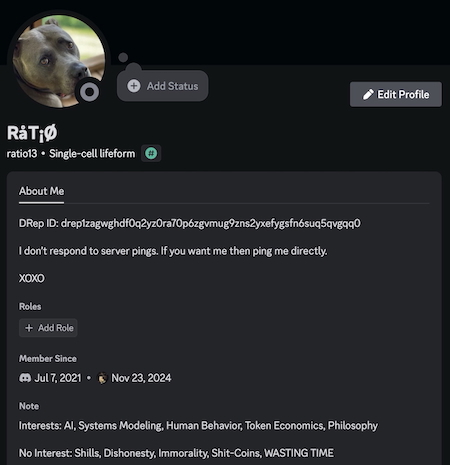 Add Status
Edit Profile
RåT¡Ø
ratio13 • Single-cell lifeform #
About Me
DRep ID: drep1zagwghdf0q2yz0ra70p6zgvmug9zns2yxefygsfn6suq5qvgqq0
I don't respond to server pings. If you want me then ping me directly.
XOXO
Roles
+ Add Role
Member Since
Jul 7, 2021 • Nov 23, 2024
Note
Interests: AI, Systems Modeling, Human Behavior, Token Economics, Philosophy
No Interest: Shills, Dishonesty, Immorality, Shit-Coins, WASTING TIME